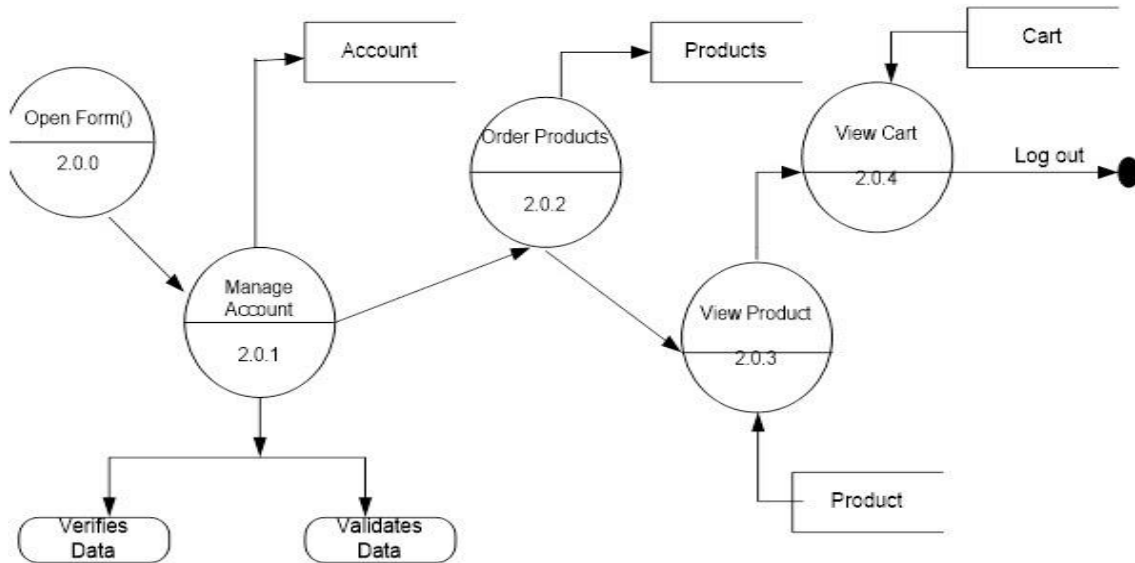 Account
Products
Cart
Open Form()
2.0.0
Order Products
2.0.2
View Cart
2.0.4
Log out
Manage
Account
2.0.1
View Product
2.0.3
Product
Verifies
Data
Validates
Data